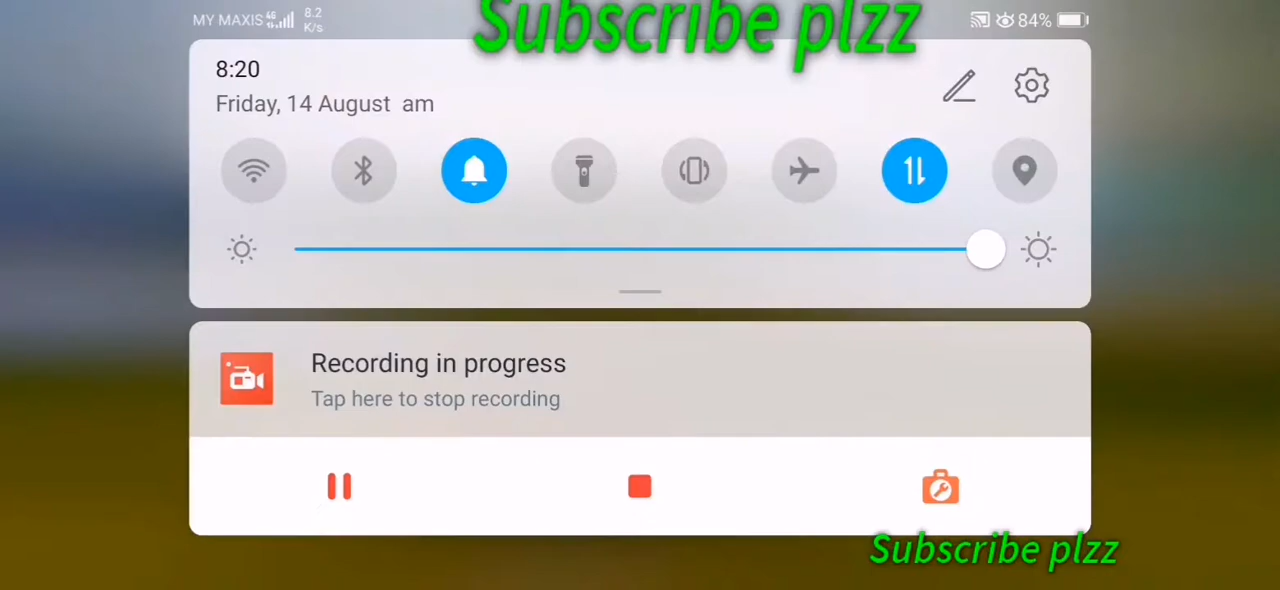 MY MAXIS 4G 8.2 K/s
84%
Subscribe plzz
8:20
Friday, 14 August am
Recording in progress
Tap here to stop recording
Subscribe plzz